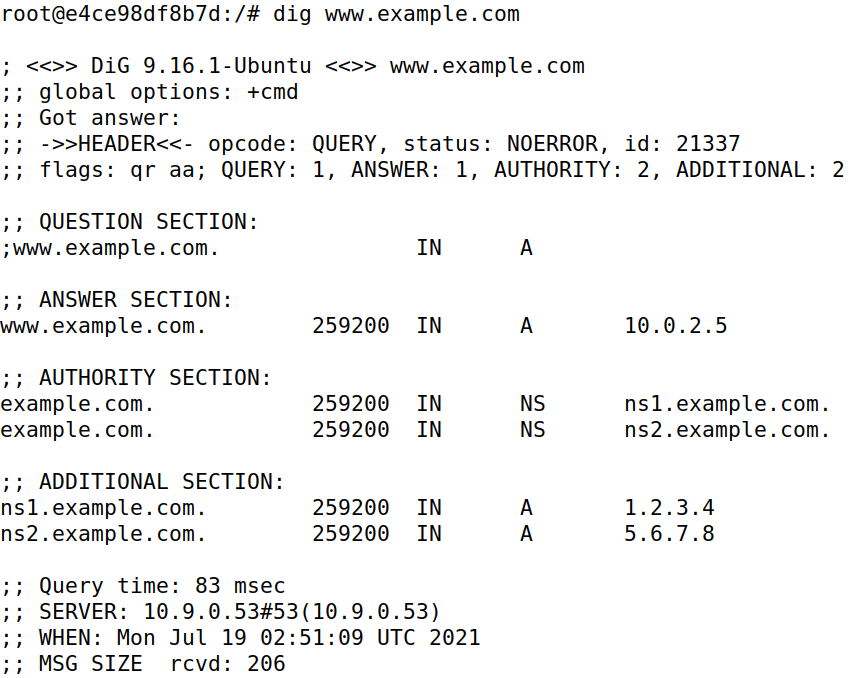 root@e4ce98df8b7d:/# dig www.example.com
; <<>> DiG 9.16.1-Ubuntu <<>> www.example.com
;; global options: +cmd
;; Got answer:
;; ->>HEADER<<- opcode: QUERY, status: NOERROR, id: 21337
;; flags: qr aa; QUERY: 1, ANSWER: 1, AUTHORITY: 2, ADDITIONAL: 2
;; QUESTION SECTION:
;www.example.com. IN A
;; ANSWER SECTION:
www.example.com. 259200 IN A 10.0.2.5
;; AUTHORITY SECTION:
example.com. 259200 IN NS ns1.example.com.
example.com. 259200 IN NS ns2.example.com.
;; ADDITIONAL SECTION:
ns1.example.com. 259200 IN A 1.2.3.4
ns2.example.com. 259200 IN A 5.6.7.8
;; Query time: 83 msec
;; SERVER: 10.9.0.53#53(10.9.0.53)
;; WHEN: Mon Jul 19 02:51:09 UTC 2021
;; MSG SIZE  rcvd: 206